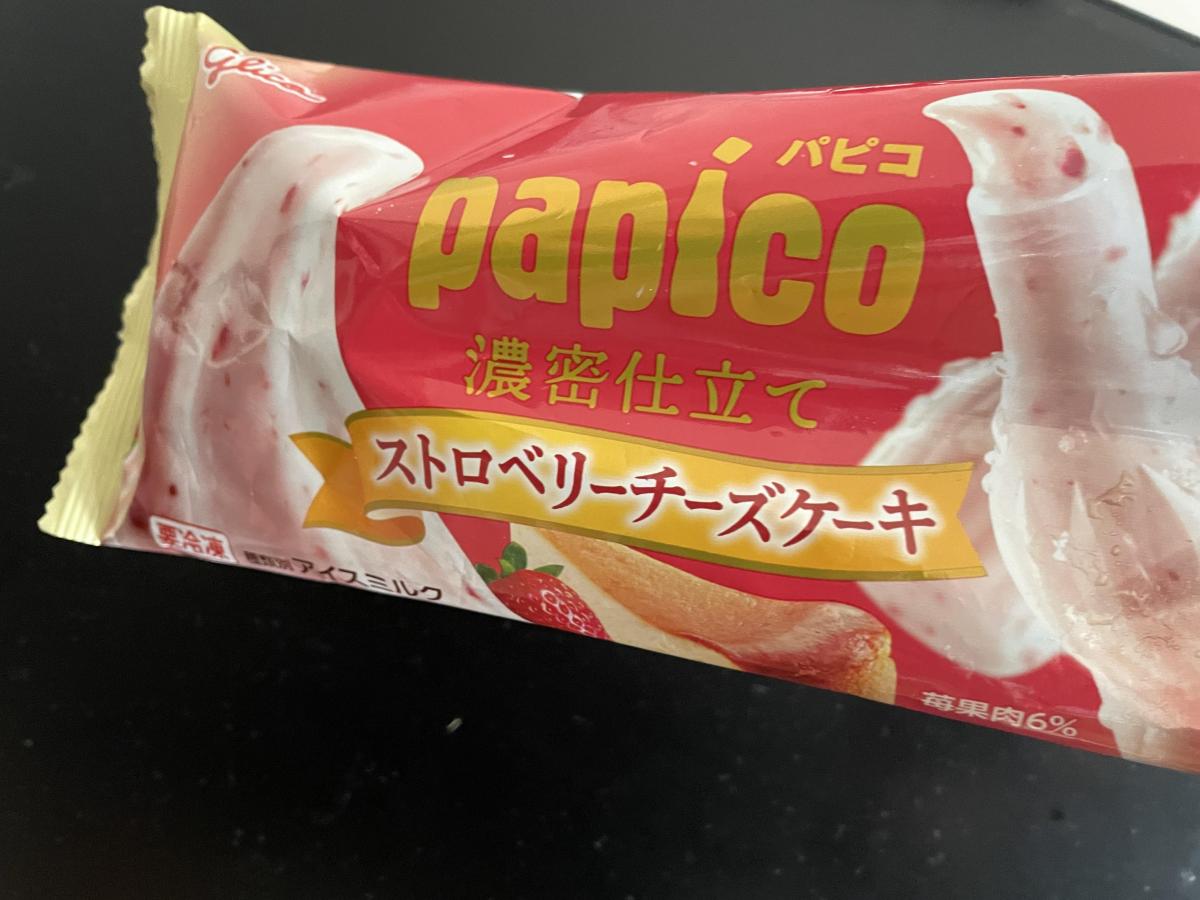 Glico
パピコ
papico
濃密仕立て
ストロベリーチーズケーキ
要冷凍
種類別アイスミルク
苺果肉6%